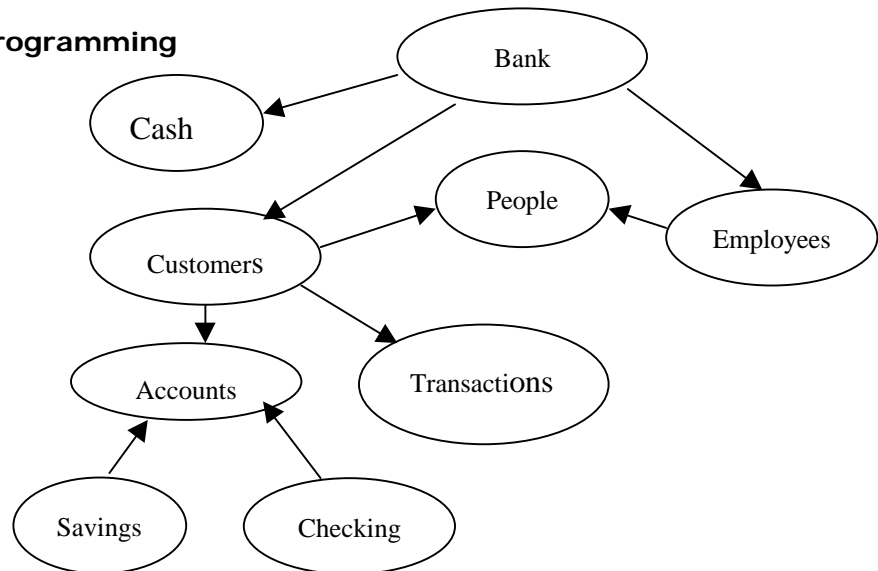 rogramming
Bank
Cash
People
Employees
Customers
Accounts
Transactions
Savings
Checking